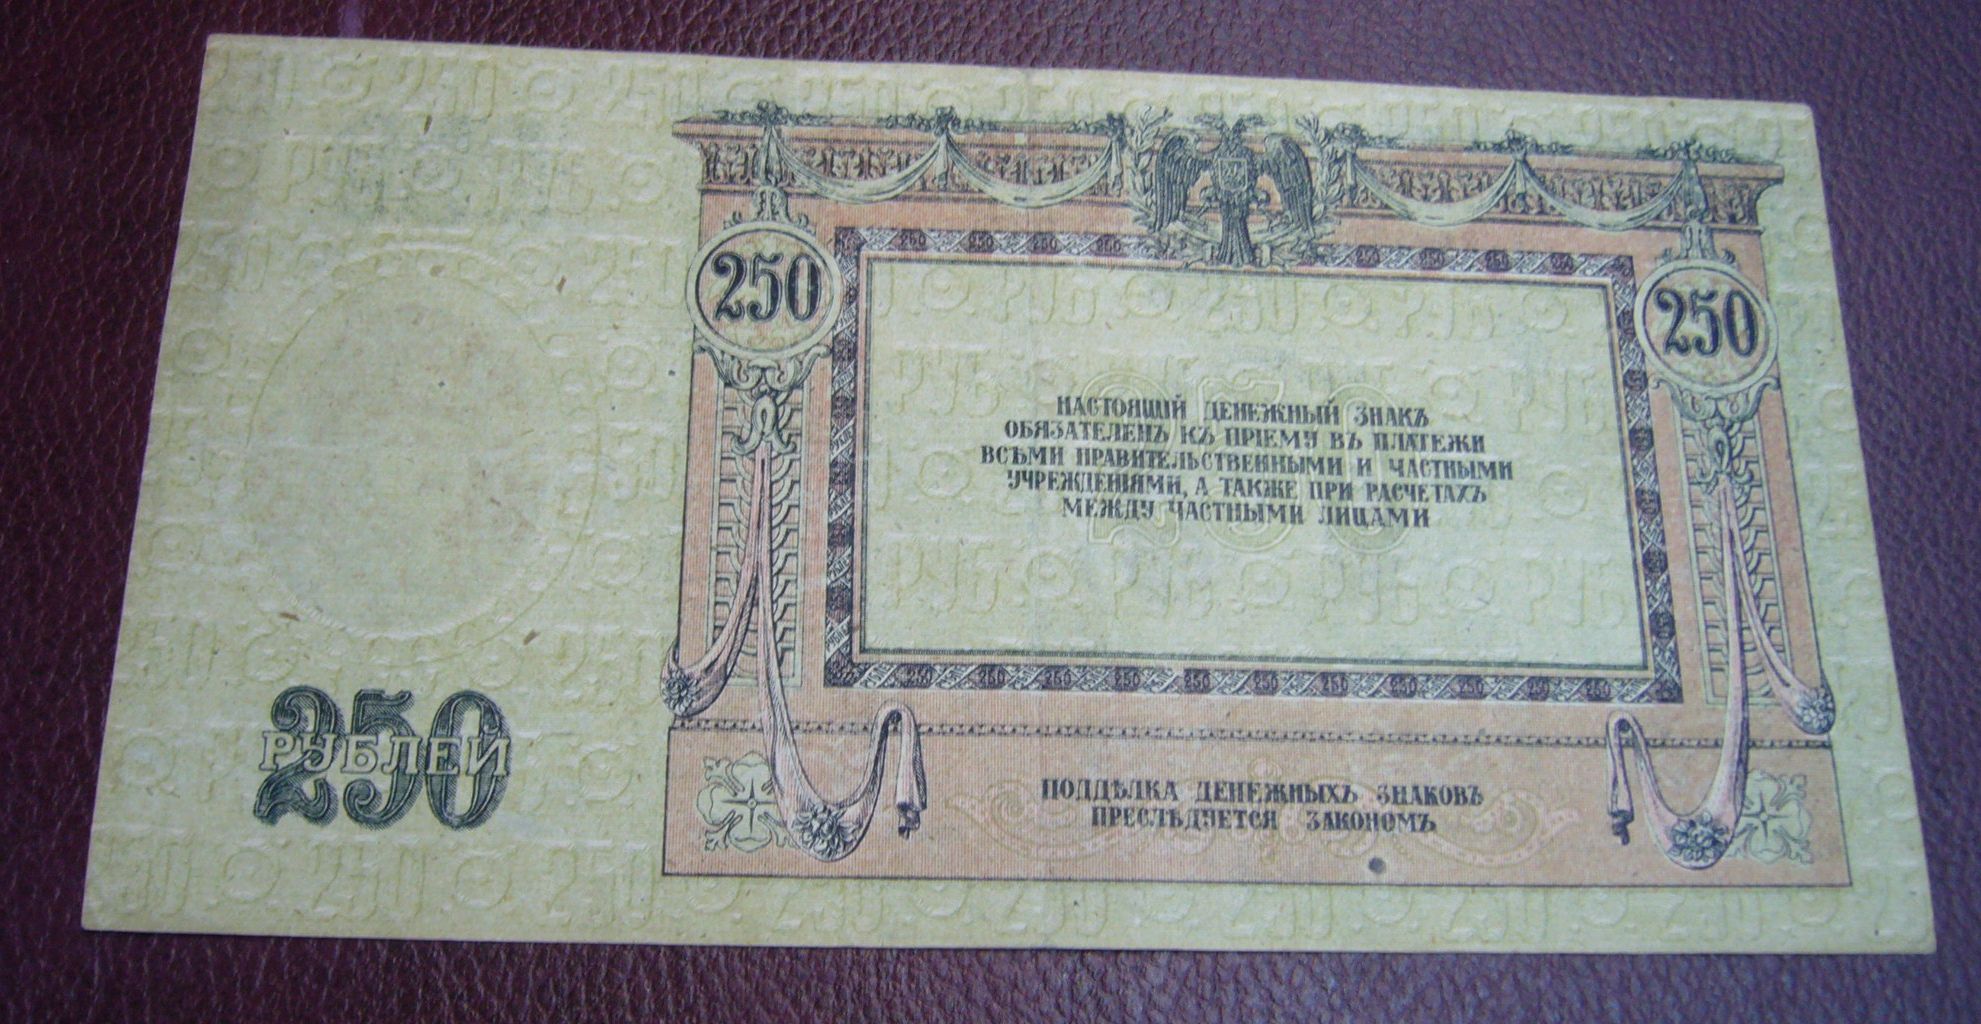 250
250
НАСТОЯЩІЙ ДЕНЕЖНЫЙ ЗНАКЪ
ОБЯЗАТЕЛЕНЪ КЪ ПРІЕМУ ВЪ ПЛАТЕЖИ
ВСѢМИ ПРАВИТЕЛЬСТВЕННЫМИ И ЧАСТНЫМИ
УЧРЕЖДЕНІЯМИ, А ТАКЖЕ ПРИ РАСЧЕТАХЪ
МЕЖДУ ЧАСТНЫМИ ЛИЦАМИ
250
РУБЛЕЙ
ПОДДѢЛКА ДЕНЕЖНЫХЪ ЗНАКОВЪ
ПРЕСЛѢДУЕТСЯ ЗАКОНОМЪ